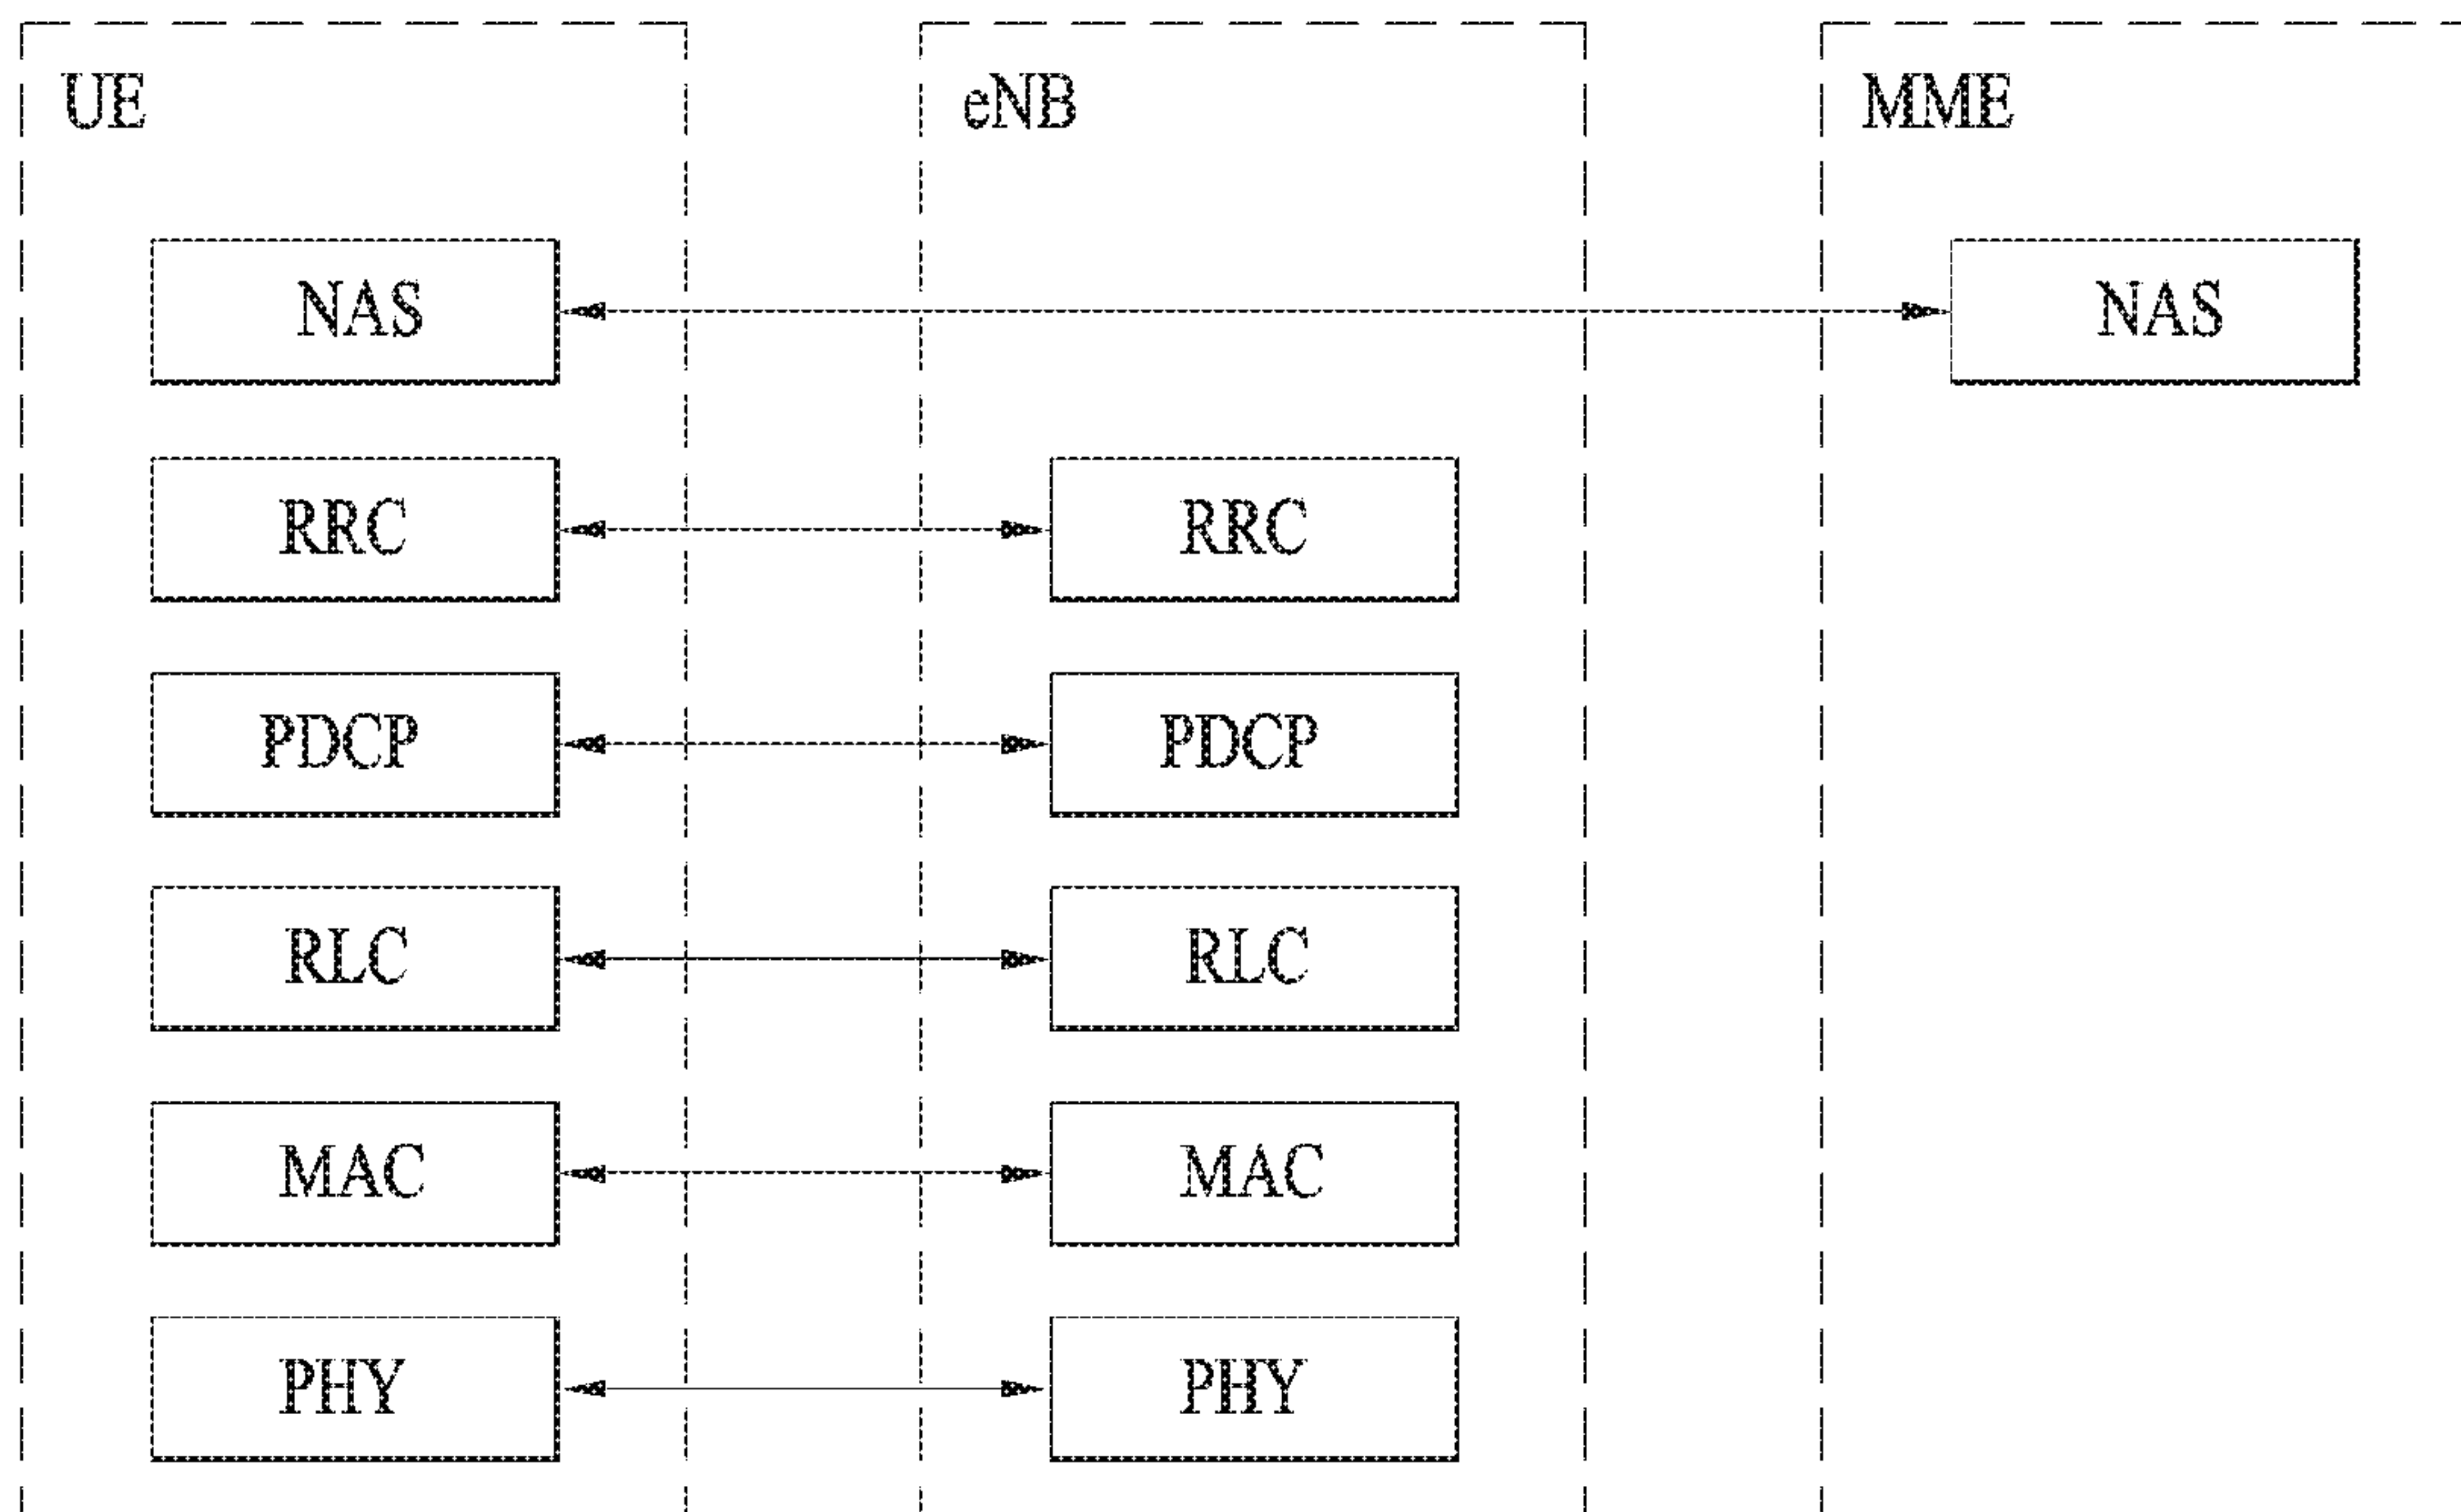 UE eNB MME
NAS NAS
RRC RRC
PDCP PDCP
RLC RLC
MAC MAC
PHY PHY